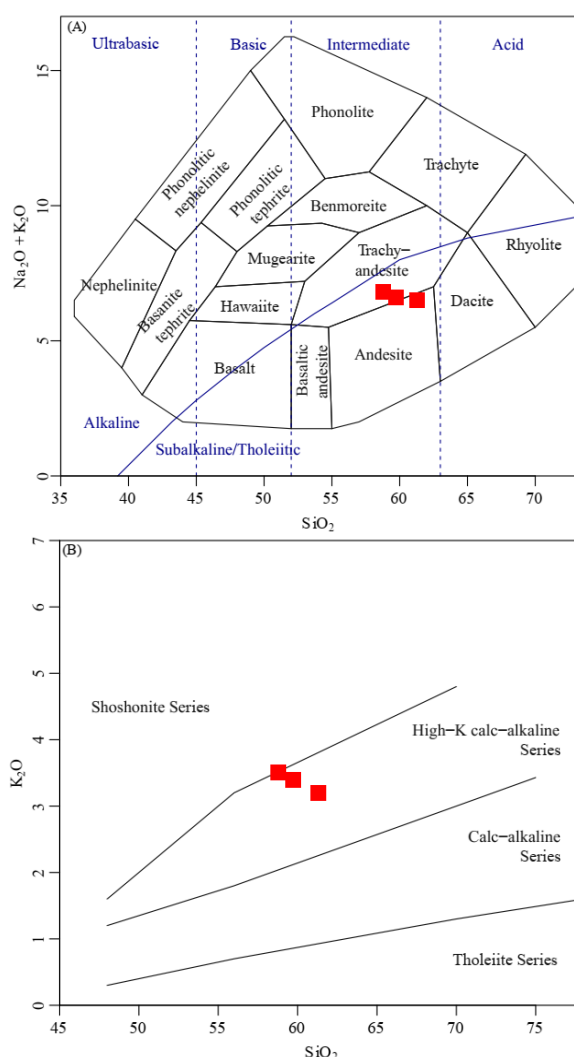 (A)
Ultrabasic Basic Intermediate Acid
Phonolite
Trachyte
Phonolitic
nephelinite
Phonolitic
tephrite
Benmoreite
Rhyolite
Mugearite
Trachy–
andesite
Nephelinite
Basanite
tephrite
Hawaiite
Dacite
Basalt
Basaltic
andesite
Andesite
Alkaline
Subalkaline/Tholeiitic
Na₂O + K₂O
0 5 10 15
35 40 45 50 55 60 65 70
SiO₂
(B)
Shoshonite Series
High–K calc–alkaline
Series
Calc–alkaline
Series
Tholeiite Series
K₂O
0 1 2 3 4 5 6 7
45 50 55 60 65 70 75
SiO₂